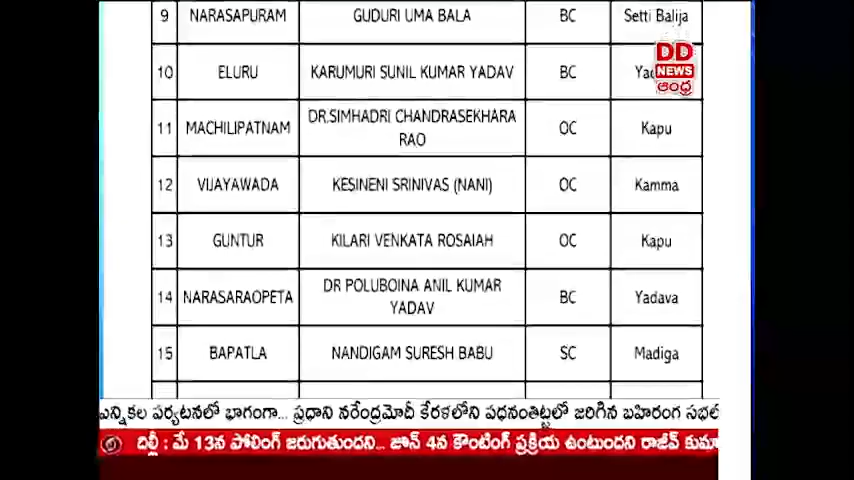 9 NARASAPURAM GUDURI UMA BALA BC Setti Balija
10 ELURU KARUMURI SUNIL KUMAR YADAV BC
DD
NEWS
ఆంధ్ర
11 MACHILIPATNAM DR.SIMHADRI CHANDRASEKHARA
RAO OC Kapu
12 VIJAYAWADA KESINENI SRINIVAS (NANI) OC Kamma
13 GUNTUR KILARI VENKATA ROSAIAH OC Kapu
14 NARASARAOPETA DR POLUBOINA ANIL KUMAR
YADAV BC Yadava
15 BAPATLA NANDIGAM SURESH BABU SC Madiga
ఎన్నికల పర్యటనలో భాగంగా... ప్రధాని నరేంద్రమోదీ కేరళలోని పధనంతిట్టలో జరిగిన బహిరంగ సభలో
దిల్లీ : మే 13న పోలింగ్ జరుగుతుందని... జూన్ 4న కౌంటింగ్ ప్రక్రియ ఉంటుందని రాజీవ్ కుమా